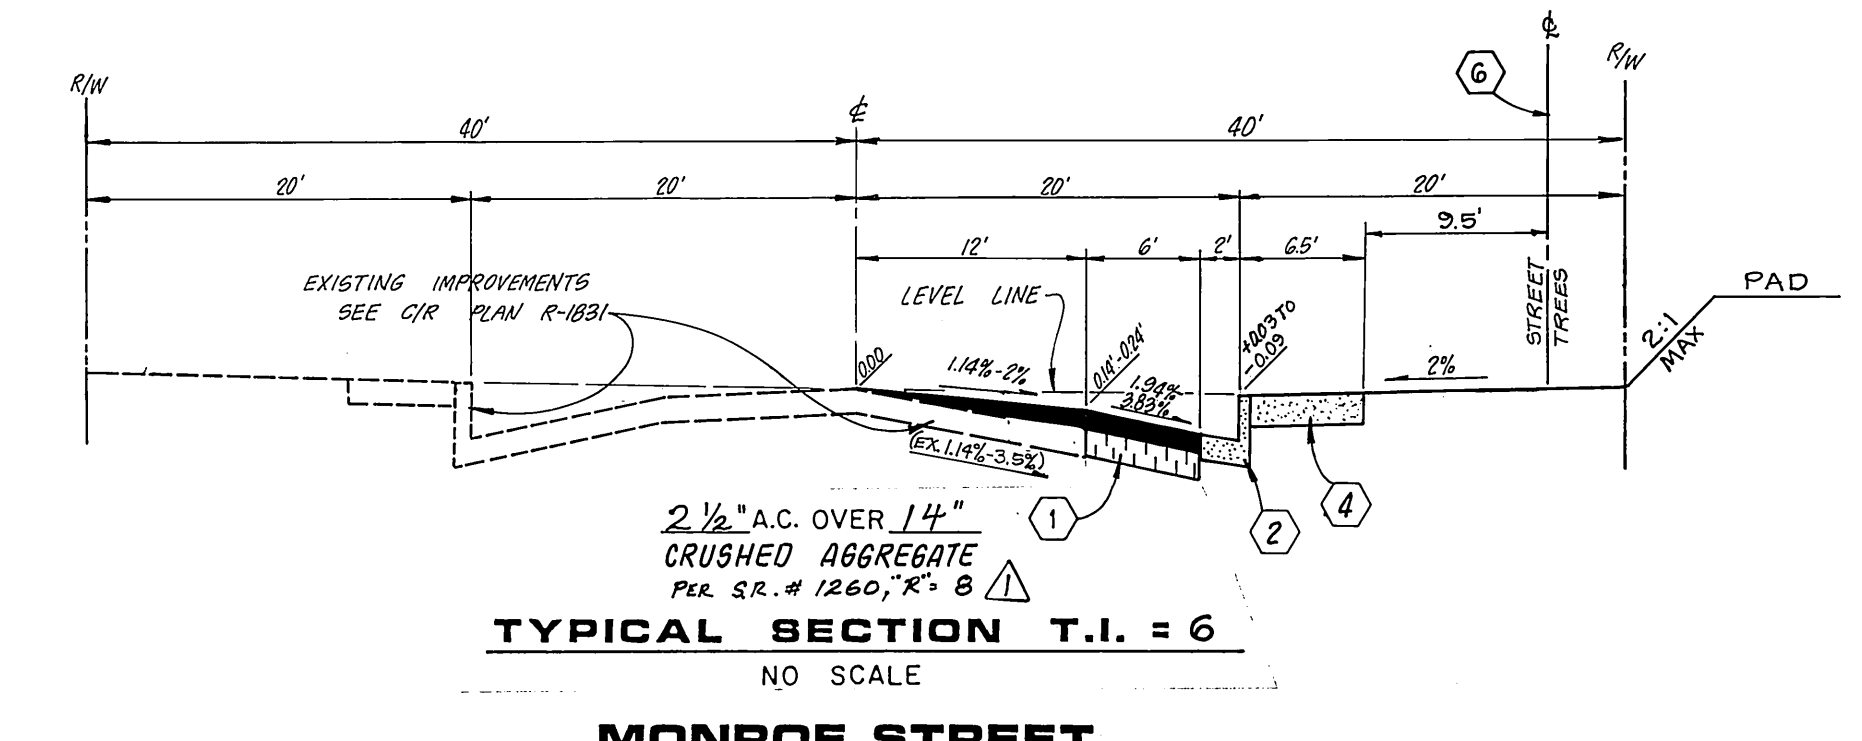 R/W
℄
6
℄
R/W
40'
40'
20'
20'
20'
20'
9.5'
12'
6'
2'
6.5'
EXISTING IMPROVEMENTS
SEE C/R PLAN R-1831
LEVEL LINE
STREET
TREES
PAD
2:1
MAX
0.00
1.14%-2%
0.14'-0.24'
1.94%
3.83%
+0.03 TO
-0.09
2%
(EX. 1.14%-3.5%)
1
2
4
2 1/2" A.C. OVER 14"
CRUSHED AGGREGATE
PER S.R. # 1260, "R"= 8 1
TYPICAL SECTION T.I. = 6
NO SCALE
MONROE STREET